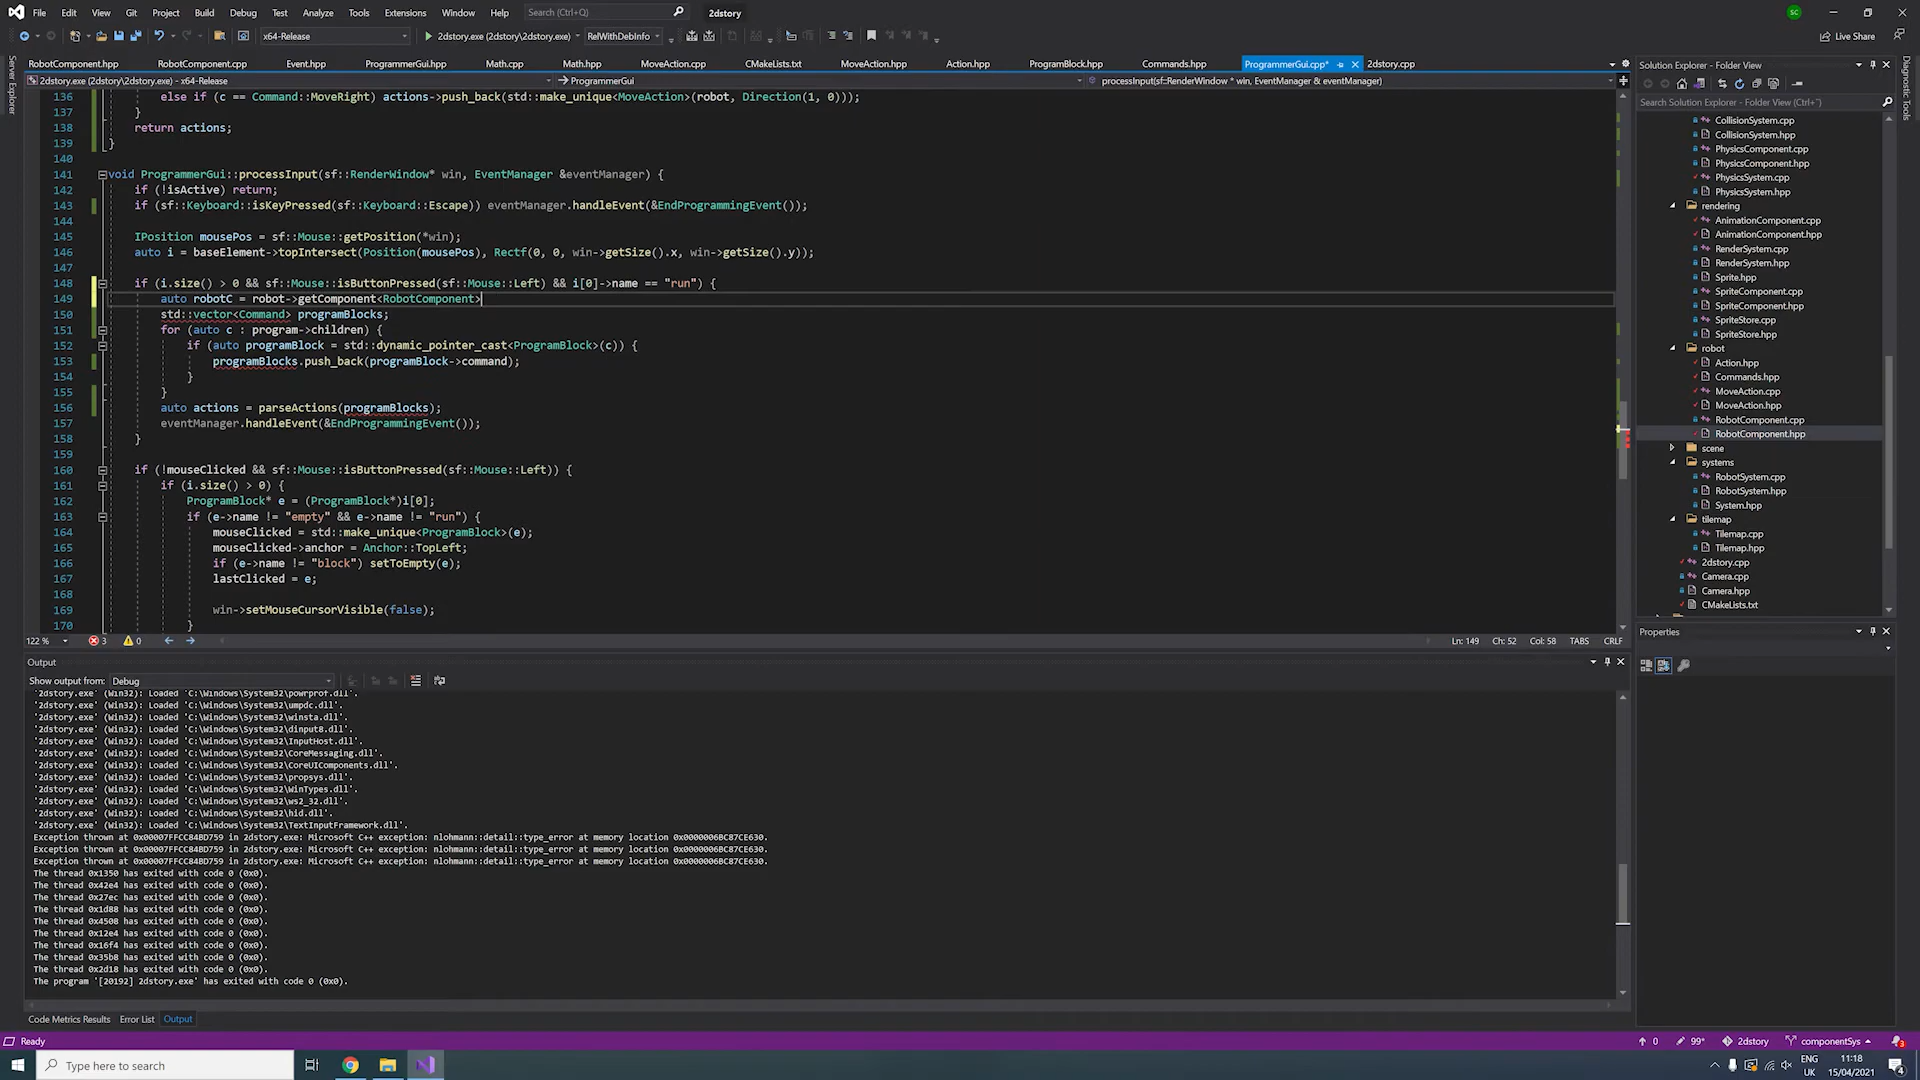 File Edit View Git Project Build Debug Test Analyze Tools Extensions Window Help Search (Ctrl+Q) 2dstory SC
x64-Release 2dstory.exe (2dstory\2dstory.exe) RelWithDebInfo Live Share
RobotComponent.hpp RobotComponent.cpp Event.hpp ProgrammerGui.hpp Math.cpp Math.hpp MoveAction.cpp CMakeLists.txt MoveAction.hpp Action.hpp ProgramBlock.hpp Commands.hpp ProgrammerGui.cpp* 2dstory.cpp
2dstory.exe (2dstory\2dstory.exe) - x64-Release ProgrammerGui processInput(sf::RenderWindow * win, EventManager & eventManager)
136 else if (c == Command::MoveRight) actions->push_back(std::make_unique<MoveAction>(robot, Direction(1, 0)));
137 }
138 return actions;
139 }
140
141 void ProgrammerGui::processInput(sf::RenderWindow* win, EventManager &eventManager) {
142 if (!isActive) return;
143 if (sf::Keyboard::isKeyPressed(sf::Keyboard::Escape)) eventManager.handleEvent(&EndProgrammingEvent());
144
145 IPosition mousePos = sf::Mouse::getPosition(*win);
146 auto i = baseElement->topIntersect(Position(mousePos), Rectf(0, 0, win->getSize().x, win->getSize().y));
147
148 if (i.size() > 0 && sf::Mouse::isButtonPressed(sf::Mouse::Left) && i[0]->name == "run") {
149 auto robotC = robot->getComponent<RobotComponent>
150 std::vector<Command> programBlocks;
151 for (auto c : program->children) {
152 if (auto programBlock = std::dynamic_pointer_cast<ProgramBlock>(c)) {
153 programBlocks.push_back(programBlock->command);
154 }
155 }
156 auto actions = parseActions(programBlocks);
157 eventManager.handleEvent(&EndProgrammingEvent());
158 }
159
160 if (!mouseClicked && sf::Mouse::isButtonPressed(sf::Mouse::Left)) {
161 if (i.size() > 0) {
162 ProgramBlock* e = (ProgramBlock*)i[0];
163 if (e->name != "empty" && e->name != "run") {
164 mouseClicked = std::make_unique<ProgramBlock>(e);
165 mouseClicked->anchor = Anchor::TopLeft;
166 if (e->name != "block") setToEmpty(e);
167 lastClicked = e;
168
169 win->setMouseCursorVisible(false);
170 }
122 % 3 0 Ln: 149 Ch: 52 Col: 58 TABS CRLF
Output
Show output from: Debug
'2dstory.exe' (Win32): Loaded 'C:\Windows\System32\powrprof.dll'.
'2dstory.exe' (Win32): Loaded 'C:\Windows\System32\umpdc.dll'.
'2dstory.exe' (Win32): Loaded 'C:\Windows\System32\winsta.dll'.
'2dstory.exe' (Win32): Loaded 'C:\Windows\System32\dinput8.dll'.
'2dstory.exe' (Win32): Loaded 'C:\Windows\System32\InputHost.dll'.
'2dstory.exe' (Win32): Loaded 'C:\Windows\System32\CoreMessaging.dll'.
'2dstory.exe' (Win32): Loaded 'C:\Windows\System32\CoreUIComponents.dll'.
'2dstory.exe' (Win32): Loaded 'C:\Windows\System32\propsys.dll'.
'2dstory.exe' (Win32): Loaded 'C:\Windows\System32\WinTypes.dll'.
'2dstory.exe' (Win32): Loaded 'C:\Windows\System32\ws2_32.dll'.
'2dstory.exe' (Win32): Loaded 'C:\Windows\System32\hid.dll'.
'2dstory.exe' (Win32): Loaded 'C:\Windows\System32\TextInputFramework.dll'.
Exception thrown at 0x00007FFCC84BD759 in 2dstory.exe: Microsoft C++ exception: nlohmann::detail::type_error at memory location 0x0000006BC87CE630.
Exception thrown at 0x00007FFCC84BD759 in 2dstory.exe: Microsoft C++ exception: nlohmann::detail::type_error at memory location 0x0000006BC87CE630.
Exception thrown at 0x00007FFCC84BD759 in 2dstory.exe: Microsoft C++ exception: nlohmann::detail::type_error at memory location 0x0000006BC87CE630.
The thread 0x1350 has exited with code 0 (0x0).
The thread 0x42e4 has exited with code 0 (0x0).
The thread 0x27ec has exited with code 0 (0x0).
The thread 0x1d88 has exited with code 0 (0x0).
The thread 0x4508 has exited with code 0 (0x0).
The thread 0x12e4 has exited with code 0 (0x0).
The thread 0x16f4 has exited with code 0 (0x0).
The thread 0x35b8 has exited with code 0 (0x0).
The thread 0x2d18 has exited with code 0 (0x0).
The program '[20192] 2dstory.exe' has exited with code 0 (0x0).
Code Metrics Results Error List Output
Server Explorer
Diagnostic Tools
Solution Explorer - Folder View
Search Solution Explorer - Folder View (Ctrl+¨)
CollisionSystem.cpp
CollisionSystem.hpp
PhysicsComponent.cpp
PhysicsComponent.hpp
PhysicsSystem.cpp
PhysicsSystem.hpp
rendering
AnimationComponent.cpp
AnimationComponent.hpp
RenderSystem.cpp
RenderSystem.hpp
Sprite.hpp
SpriteComponent.cpp
SpriteComponent.hpp
SpriteStore.cpp
SpriteStore.hpp
robot
Action.hpp
Commands.hpp
MoveAction.cpp
MoveAction.hpp
RobotComponent.cpp
RobotComponent.hpp
scene
systems
RobotSystem.cpp
RobotSystem.hpp
System.hpp
tilemap
Tilemap.cpp
Tilemap.hpp
2dstory.cpp
Camera.cpp
Camera.hpp
CMakeLists.txt
Properties
Ready 0 99+ 2dstory componentSys 3
Type here to search ENG UK 11:18 15/04/2021 4